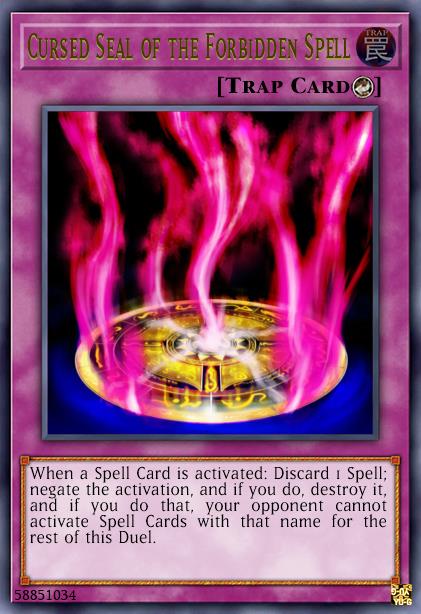 Cursed Seal of the Forbidden Spell
TRAP
罠
[Trap Card]
When a Spell Card is activated: Discard 1 Spell;
negate the activation, and if you do, destroy it,
and if you do that, your opponent cannot
activate Spell Cards with that name for the
rest of this Duel.
58851034